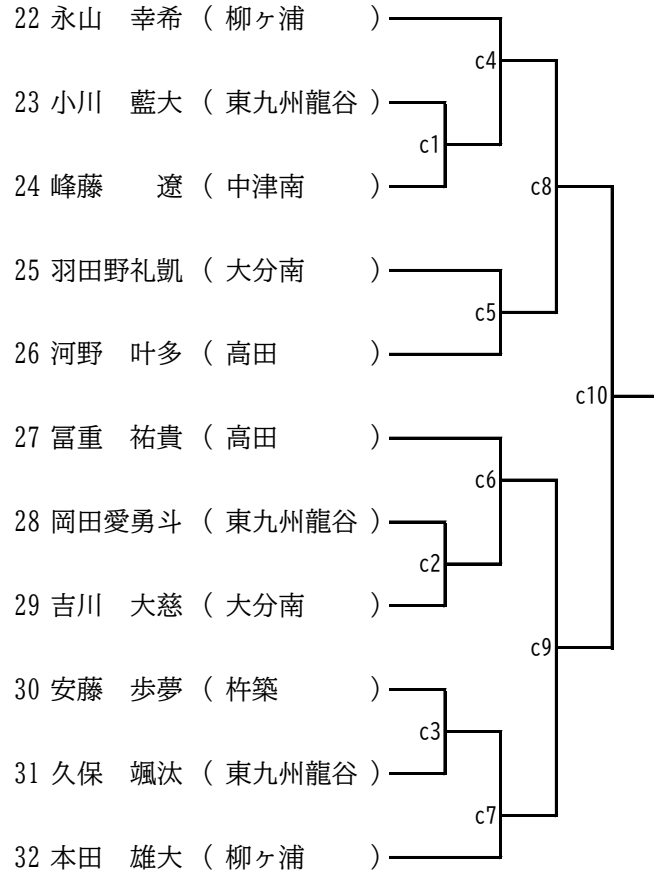 22 永山　幸希 ( 柳ヶ浦 )
c4
23 小川　藍大 ( 東九州龍谷 )
c1
24 峰藤　遼 ( 中津南 )
c8
25 羽田野礼凱 ( 大分南 )
c5
26 河野　叶多 ( 高田 )
c10
27 冨重　祐貴 ( 高田 )
c6
28 岡田愛勇斗 ( 東九州龍谷 )
c2
29 吉川　大慈 ( 大分南 )
c9
30 安藤　歩夢 ( 杵築 )
c3
31 久保　颯汰 ( 東九州龍谷 )
c7
32 本田　雄大 ( 柳ヶ浦 )